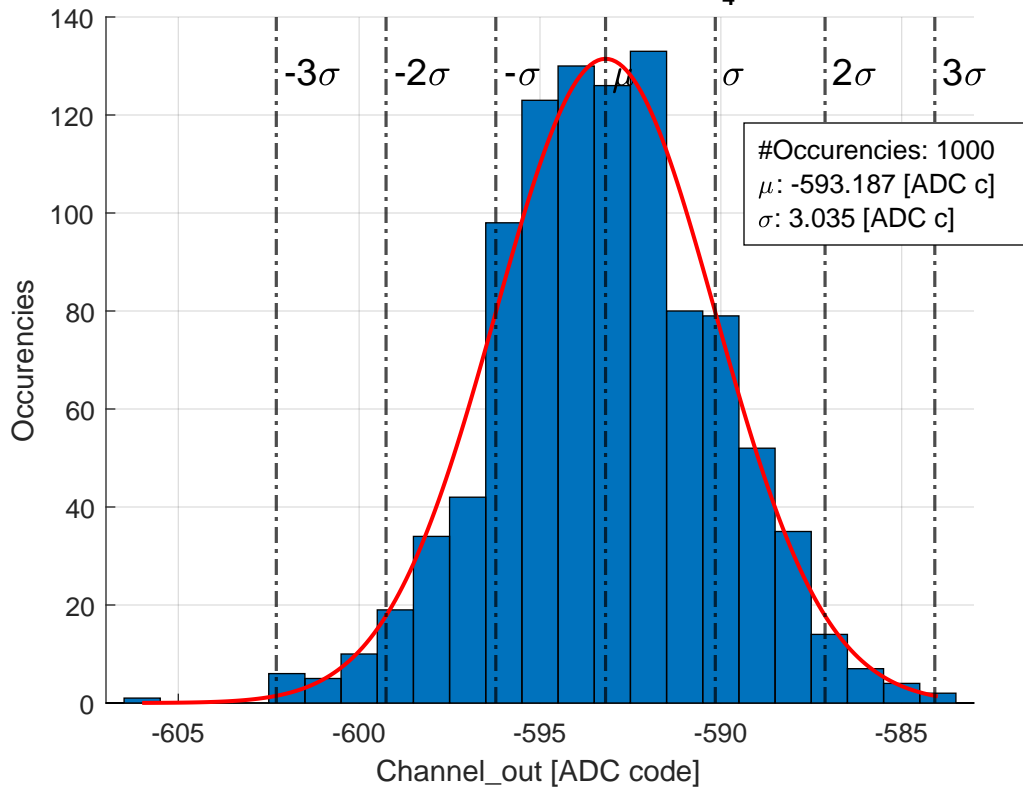 4
140
120
100
80
60
40
20
0
-3σ -2σ -σ μ σ 2σ 3σ
#Occurencies: 1000
μ: -593.187 [ADC c]
σ: 3.035 [ADC c]
Occurencies
-605 -600 -595 -590 -585
Channel_out [ADC code]